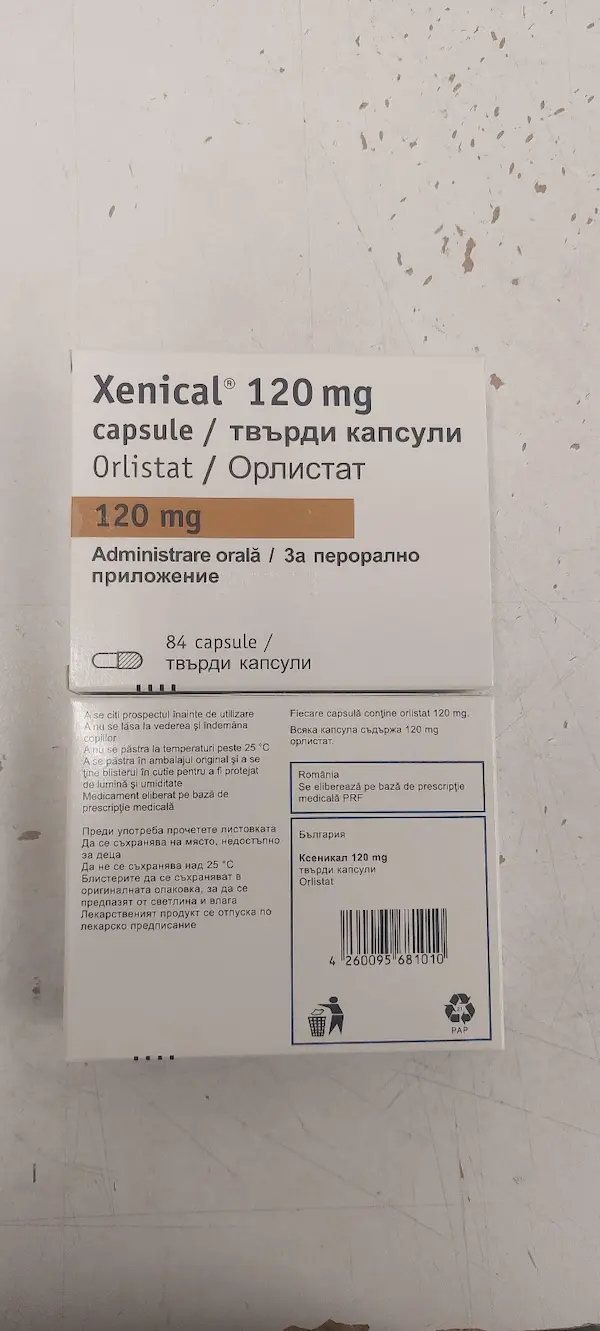 Xenical® 120 mg
capsule / твърди капсули
Orlistat / Орлистат
120 mg
Administrare orală / За перорално
приложение
84 capsule /
твърди капсули
A se citi prospectul înainte de utilizare
A nu se lăsa la vederea și îndemâna
copiilor
A nu se păstra la temperaturi peste 25 °C
A se păstra în ambalajul original și a se
ține blisterul în cutie pentru a fi protejat
de lumină și umiditate
Medicament eliberat pe bază de
prescripție medicală
Преди употреба прочетете листовката
Да се съхранява на място, недостъпно
за деца
Да не се съхранява над 25 °C
Блистерите да се съхраняват в
оригиналната опаковка, за да се
предпазят от светлина и влага
Лекарственият продукт се отпуска по
лекарско предписание
Fiecare capsulă conține orlistat 120 mg.
Всяка капсула съдържа 120 mg
орлистат.
România
Se eliberează pe bază de prescripție
medicală PRF
България
Ксеникал 120 mg
твърди капсули
Orlistat
4 260095 681010
21
PAP